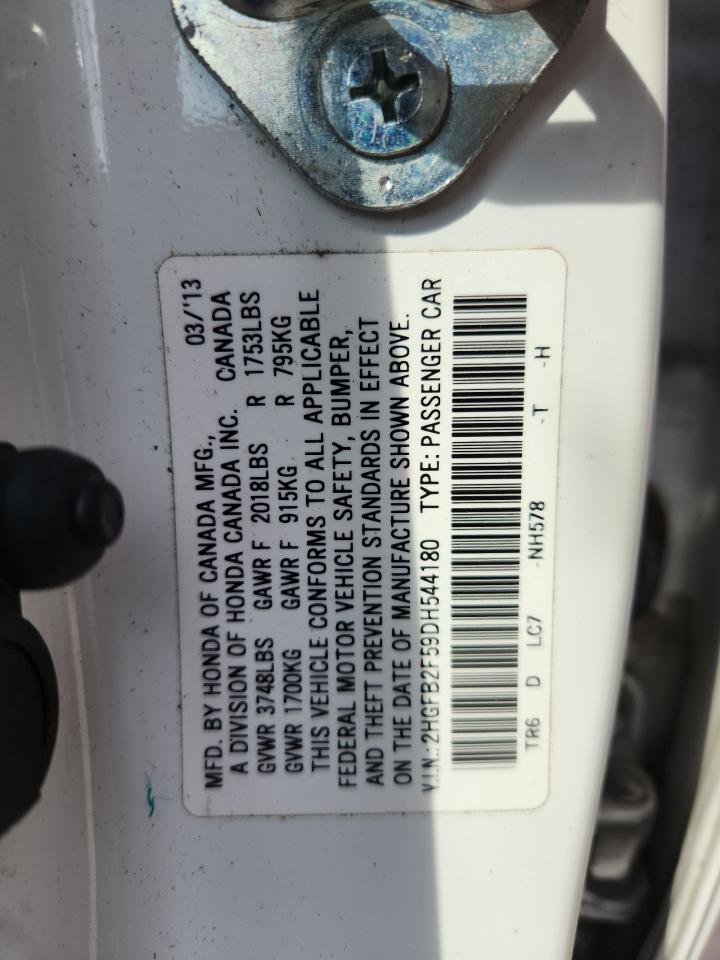 MFD. BY HONDA OF CANADA MFG., 03/'13
A DIVISION OF HONDA CANADA INC. CANADA
GVWR 3748LBS GAWR F 2018LBS R 1753LBS
GVWR 1700KG GAWR F 915KG R 795KG
THIS VEHICLE CONFORMS TO ALL APPLICABLE
FEDERAL MOTOR VEHICLE SAFETY, BUMPER,
AND THEFT PREVENTION STANDARDS IN EFFECT
ON THE DATE OF MANUFACTURE SHOWN ABOVE.
V.I.N.: 2HGFB2F59DH544180 TYPE: PASSENGER CAR
TR6 D LC7 -NH578 -T -H